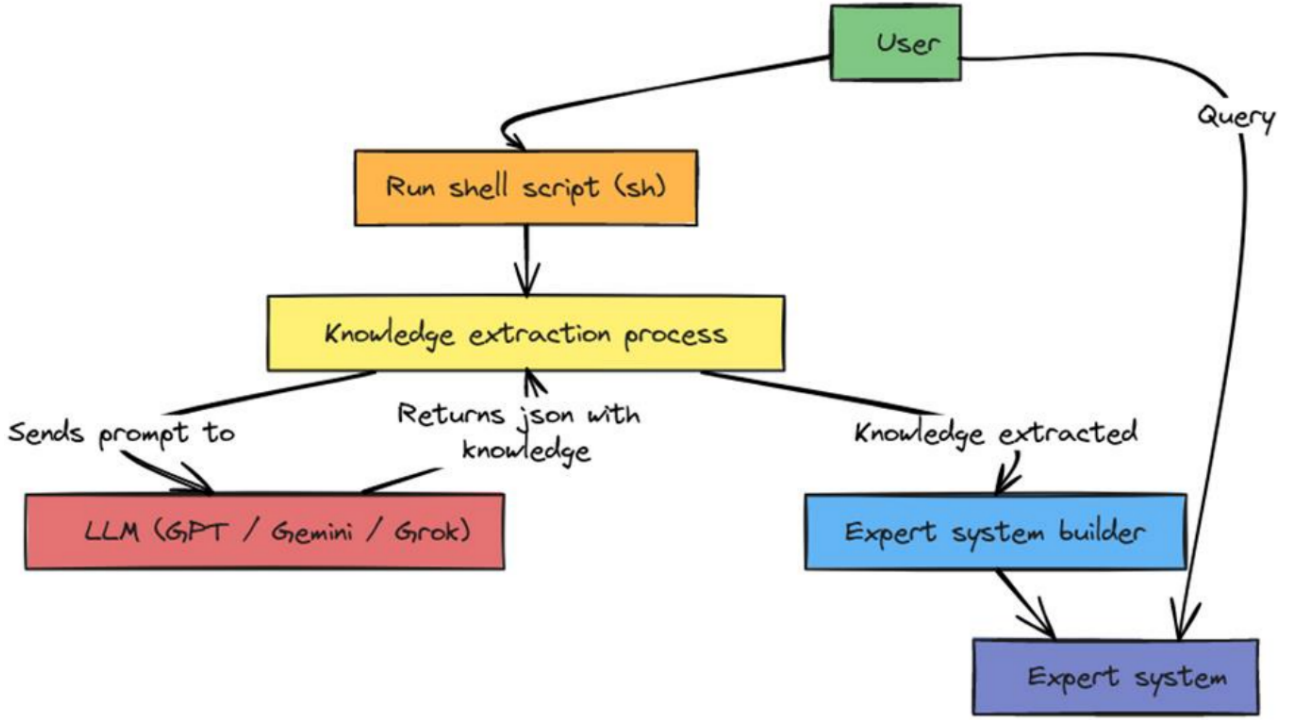 User
Query
Run shell script (sh)
Knowledge extraction process
Sends prompt to
Returns json with
knowledge
Knowledge extracted
LLM (GPT / Gemini / Grok)
Expert system builder
Expert system